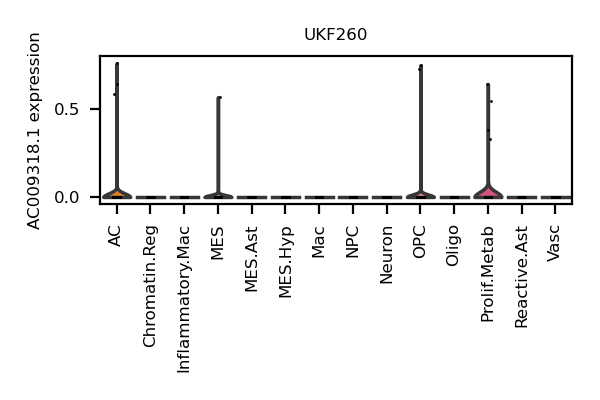 UKF260
AC009318.1 expression
0.5
0.0
AC
Chromatin.Reg
Inflammatory.Mac
MES
MES.Ast
MES.Hyp
Mac
NPC
Neuron
OPC
Oligo
Prolif.Metab
Reactive.Ast
Vasc